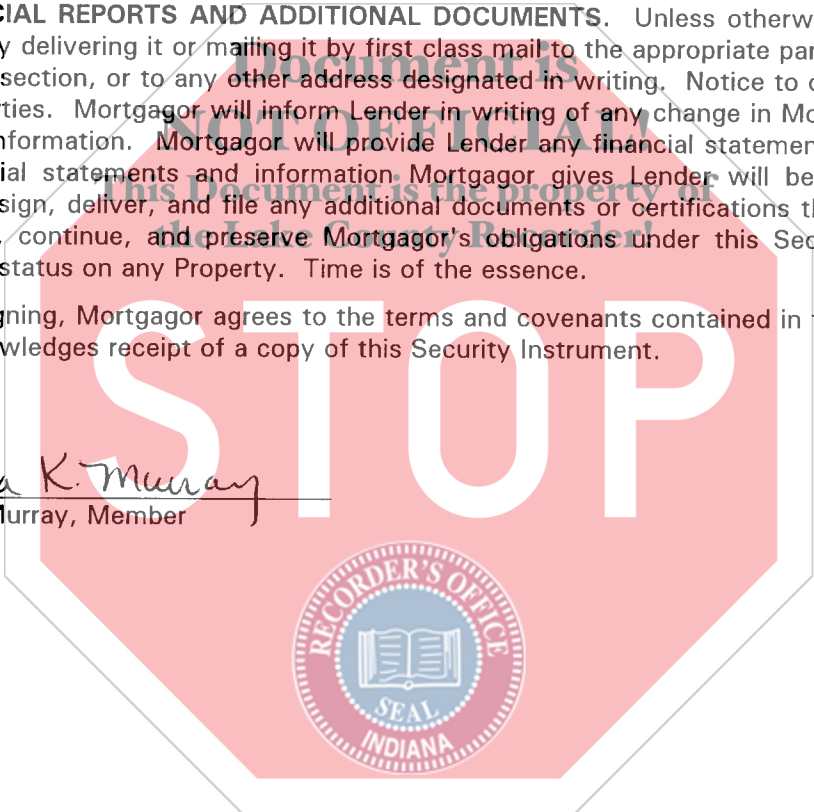 CIAL REPORTS AND ADDITIONAL DOCUMENTS. Unless otherw
y delivering it or mailing it by first class mail to the appropriate par
section, or to any other address designated in writing. Notice to o
rties. Mortgagor will inform Lender in writing of any change in Mo
nformation. Mortgagor will provide Lender any financial statemen
ial statements and information Mortgagor gives Lender will be
sign, deliver, and file any additional documents or certifications th
, continue, and preserve Mortgagor's obligations under this Sec
status on any Property. Time is of the essence.
gning, Mortgagor agrees to the terms and covenants contained in t
wledges receipt of a copy of this Security Instrument.
a K. Murray
Murray, Member
Document is
NOT OFFICIAL!
This Document is the property of
the Lake County Recorder!
STOP
RECORDER'S OFFICE
SEAL
INDIANA